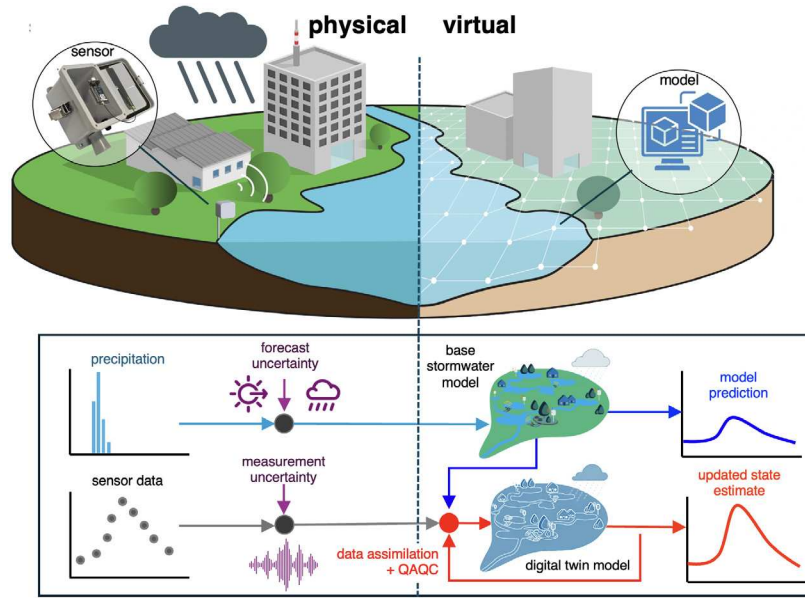 physical
virtual
sensor
model
precipitation
forecast
uncertainty
base
stormwater
model
model
prediction
sensor data
measurement
uncertainty
data assimilation
+ QAQC
digital twin model
updated state
estimate